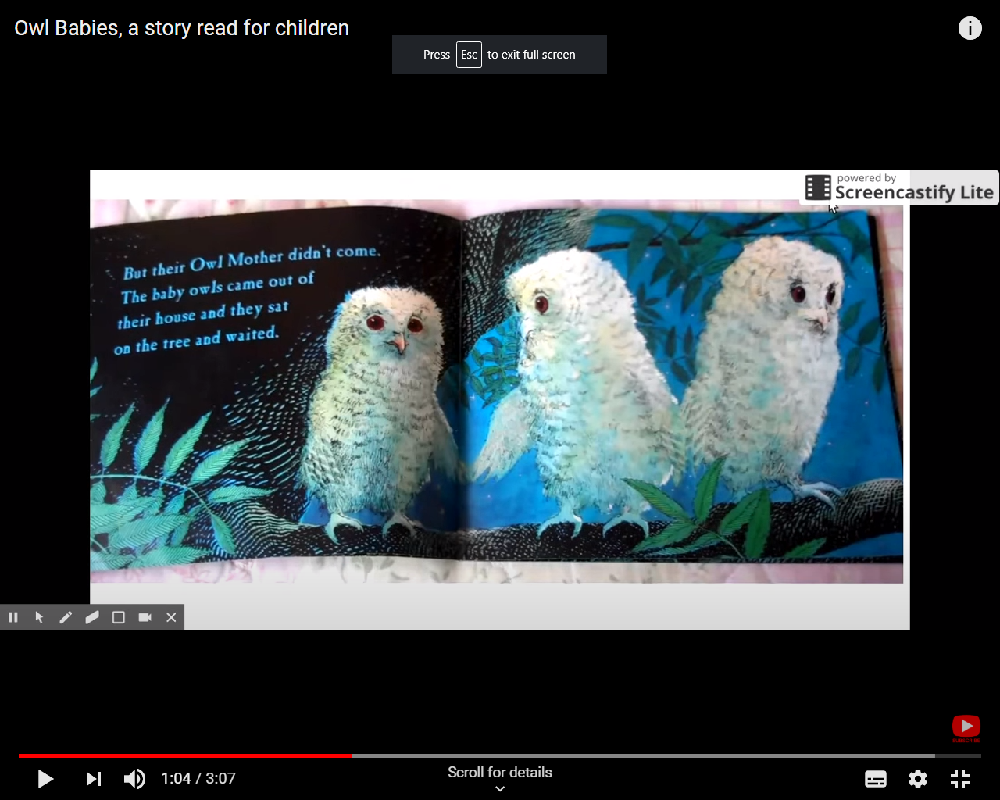 Owl Babies, a story read for children
Press Esc to exit full screen
powered by
Screencastify Lite
But their Owl Mother didn't come.
The baby owls came out of
their house and they sat
on the tree and waited.
SUBSCRIBE
1:04 / 3:07
Scroll for details